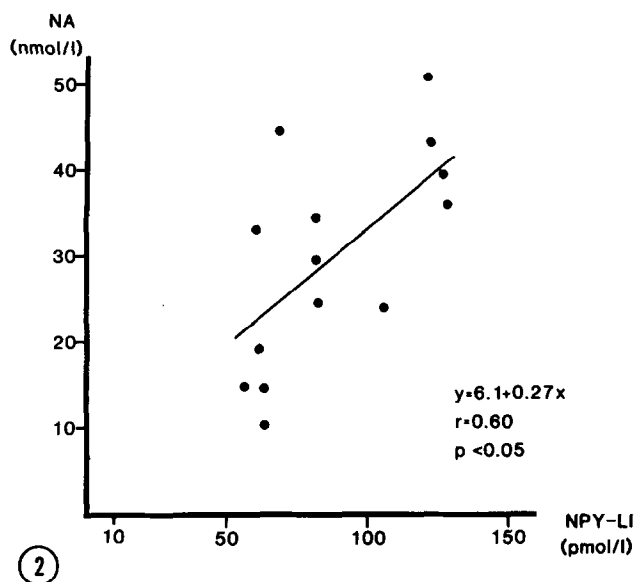 NA
(nmol/l)
50
40
30
20
10
y=6.1+0.27x
r=0.60
p <0.05
10 50 100 150
NPY-LI
(pmol/l)
2